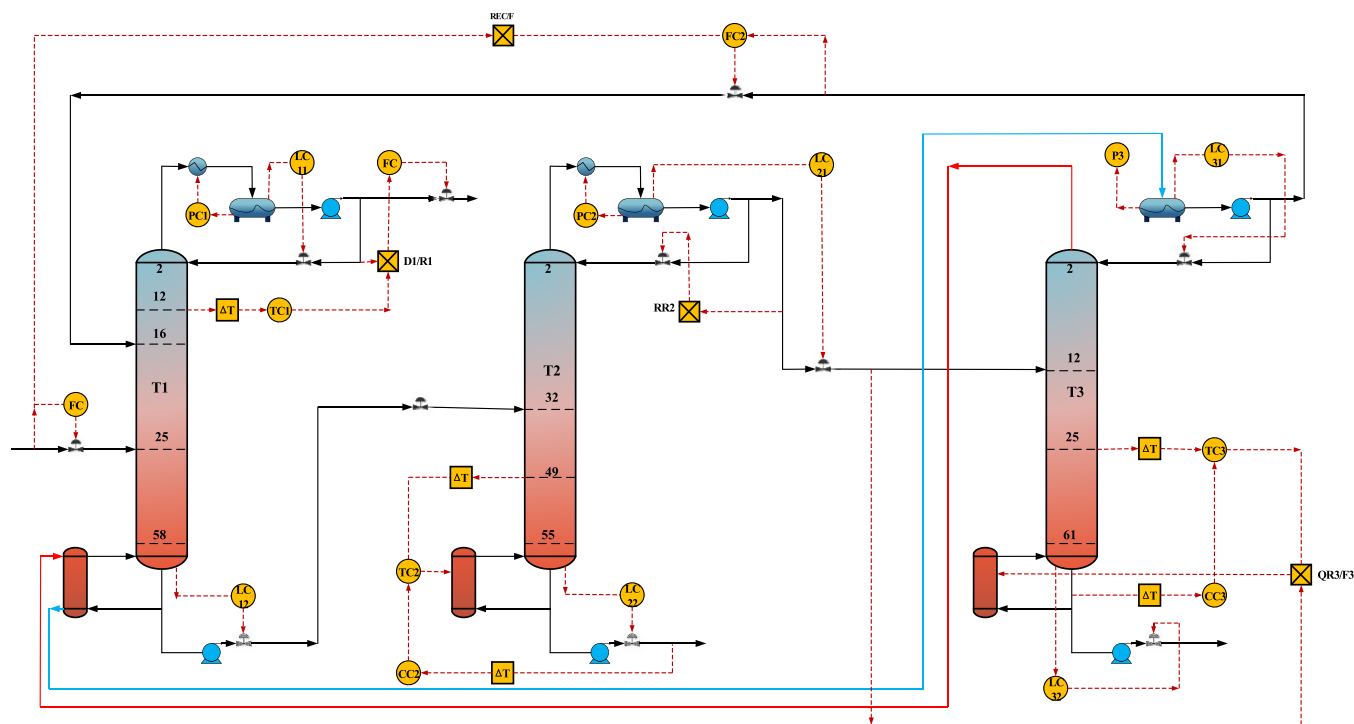 REC/F
FC2
LC
11
FC
LC
21
P3
LC
31
PC1
PC2
2
D1/R1
2
2
12
ΔT
TC1
RR2
16
12
T1
T2
T3
32
FC
25
25
ΔT
TC3
49
ΔT
58
55
61
TC2
QR3/F3
LC
12
LC
22
ΔT
CC3
CC2
ΔT
LC
32